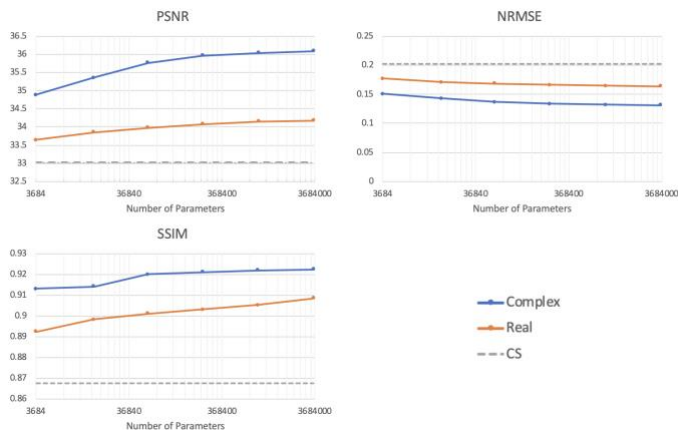 PSNR
36.5
36
35.5
35
34.5
34
33.5
33
32.5
3684 36840 368400 3684000
Number of Parameters
NRMSE
0.25
0.2
0.15
0.1
0.05
0
3684 36840 368400 3684000
Number of Parameters
SSIM
0.93
0.92
0.91
0.9
0.89
0.88
0.87
0.86
3684 36840 368400 3684000
Number of Parameters
Complex
Real
CS